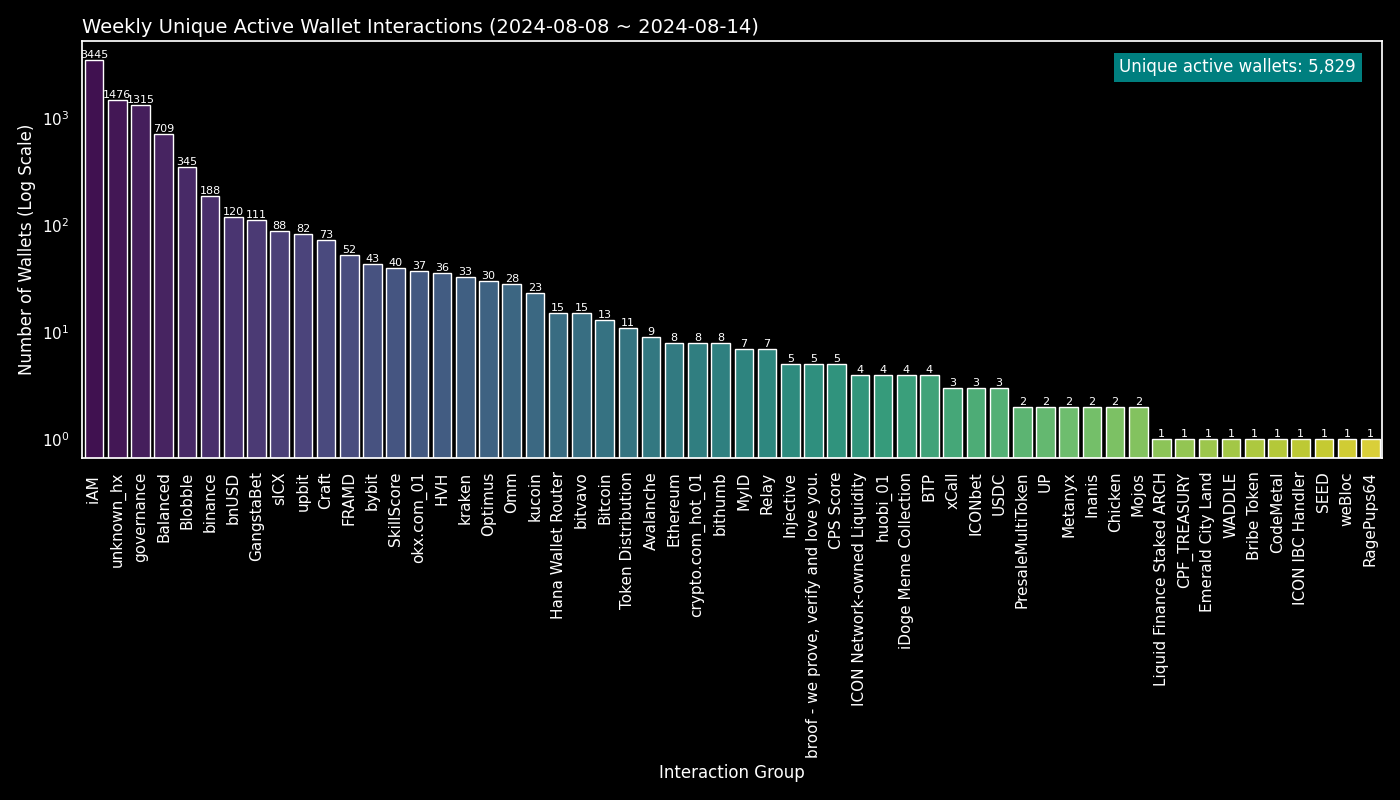 Weekly Unique Active Wallet Interactions (2024-08-08 ~ 2024-08-14)
Unique active wallets: 5,829
Number of Wallets (Log Scale)
10³
10²
10¹
10⁰
3445
1476
1315
709
345
188
120
111
88
82
73
52
43
40
37
36
33
30
28
23
15
15
13
11
9
8
8
8
7
7
5
5
5
4
4
4
4
3
3
3
2
2
2
2
2
2
1
1
1
1
1
1
1
1
1
1
iAM
unknown_hx
governance
Balanced
Blobble
binance
bnUSD
GangstaBet
sICX
upbit
Craft
FRAMD
bybit
SkillScore
okx.com_01
HVH
kraken
Optimus
Omm
kucoin
Hana Wallet Router
bitvavo
Bitcoin
Token Distribution
Avalanche
Ethereum
crypto.com_hot_01
bithumb
MyID
Relay
Injective
broof - we prove, verify and love you.
CPS Score
ICON Network-owned Liquidity
huobi_01
iDoge Meme Collection
BTP
xCall
ICONbet
USDC
PresaleMultiToken
UP
Metanyx
Inanis
Chicken
Mojos
Liquid Finance Staked ARCH
CPF_TREASURY
Emerald City Land
WADDLE
Bribe Token
CodeMetal
ICON IBC Handler
SEED
weBloc
RagePups64
Interaction Group